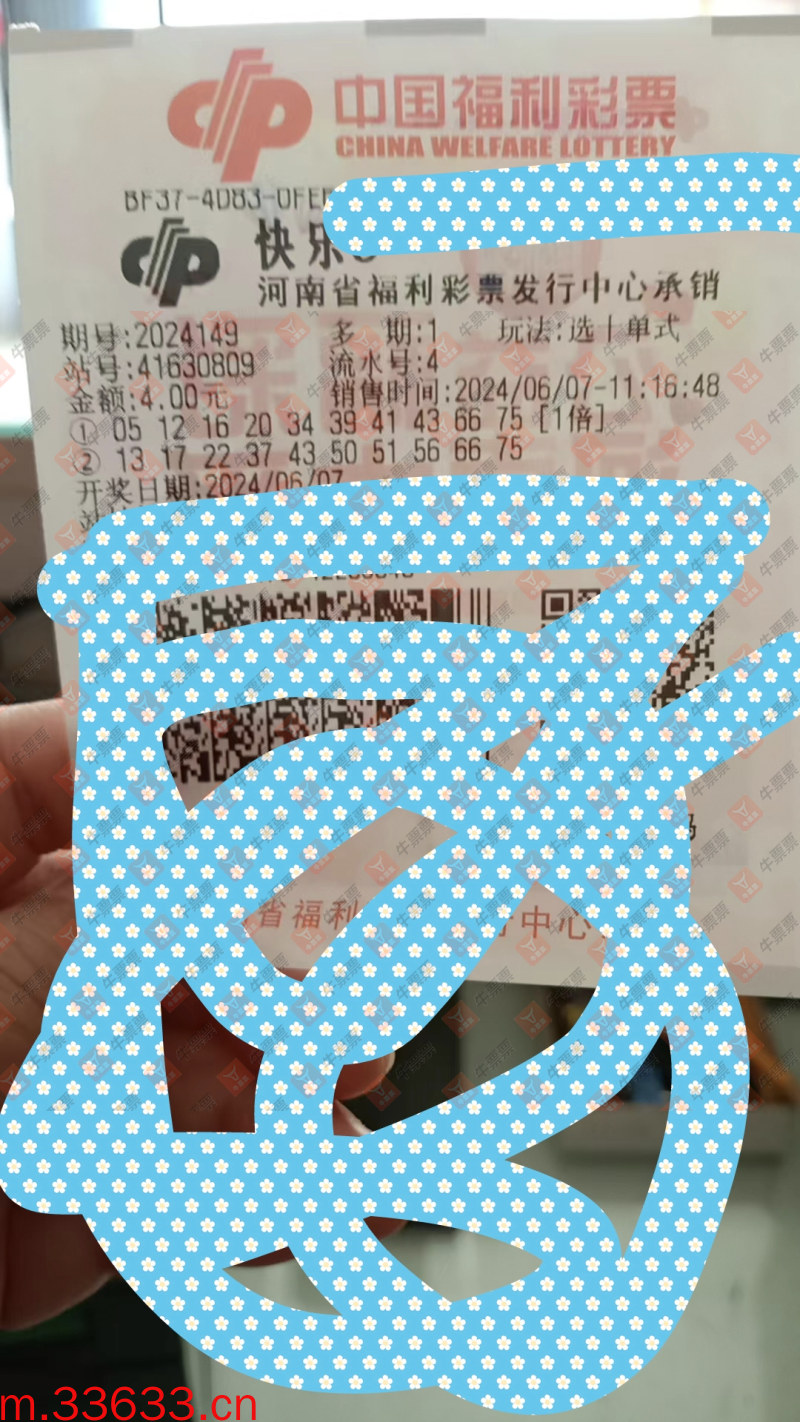 中国福利彩票
CHINA WELFARE LOTTERY
快乐
河南省福利彩票发行中心承销
期号:2024149 多 期:1 玩法:选十单式
站号:41630809 流水号:4
金额:4.00元 销售时间:2024/06/07-11:16:48
① 05 12 16 20 34 39 41 43 66 75 [1倍]
② 13 17 22 37 43 50 51 56 66 75
开奖日期:2024/06/07
省福利 中心
牛票票
m.33633.cn